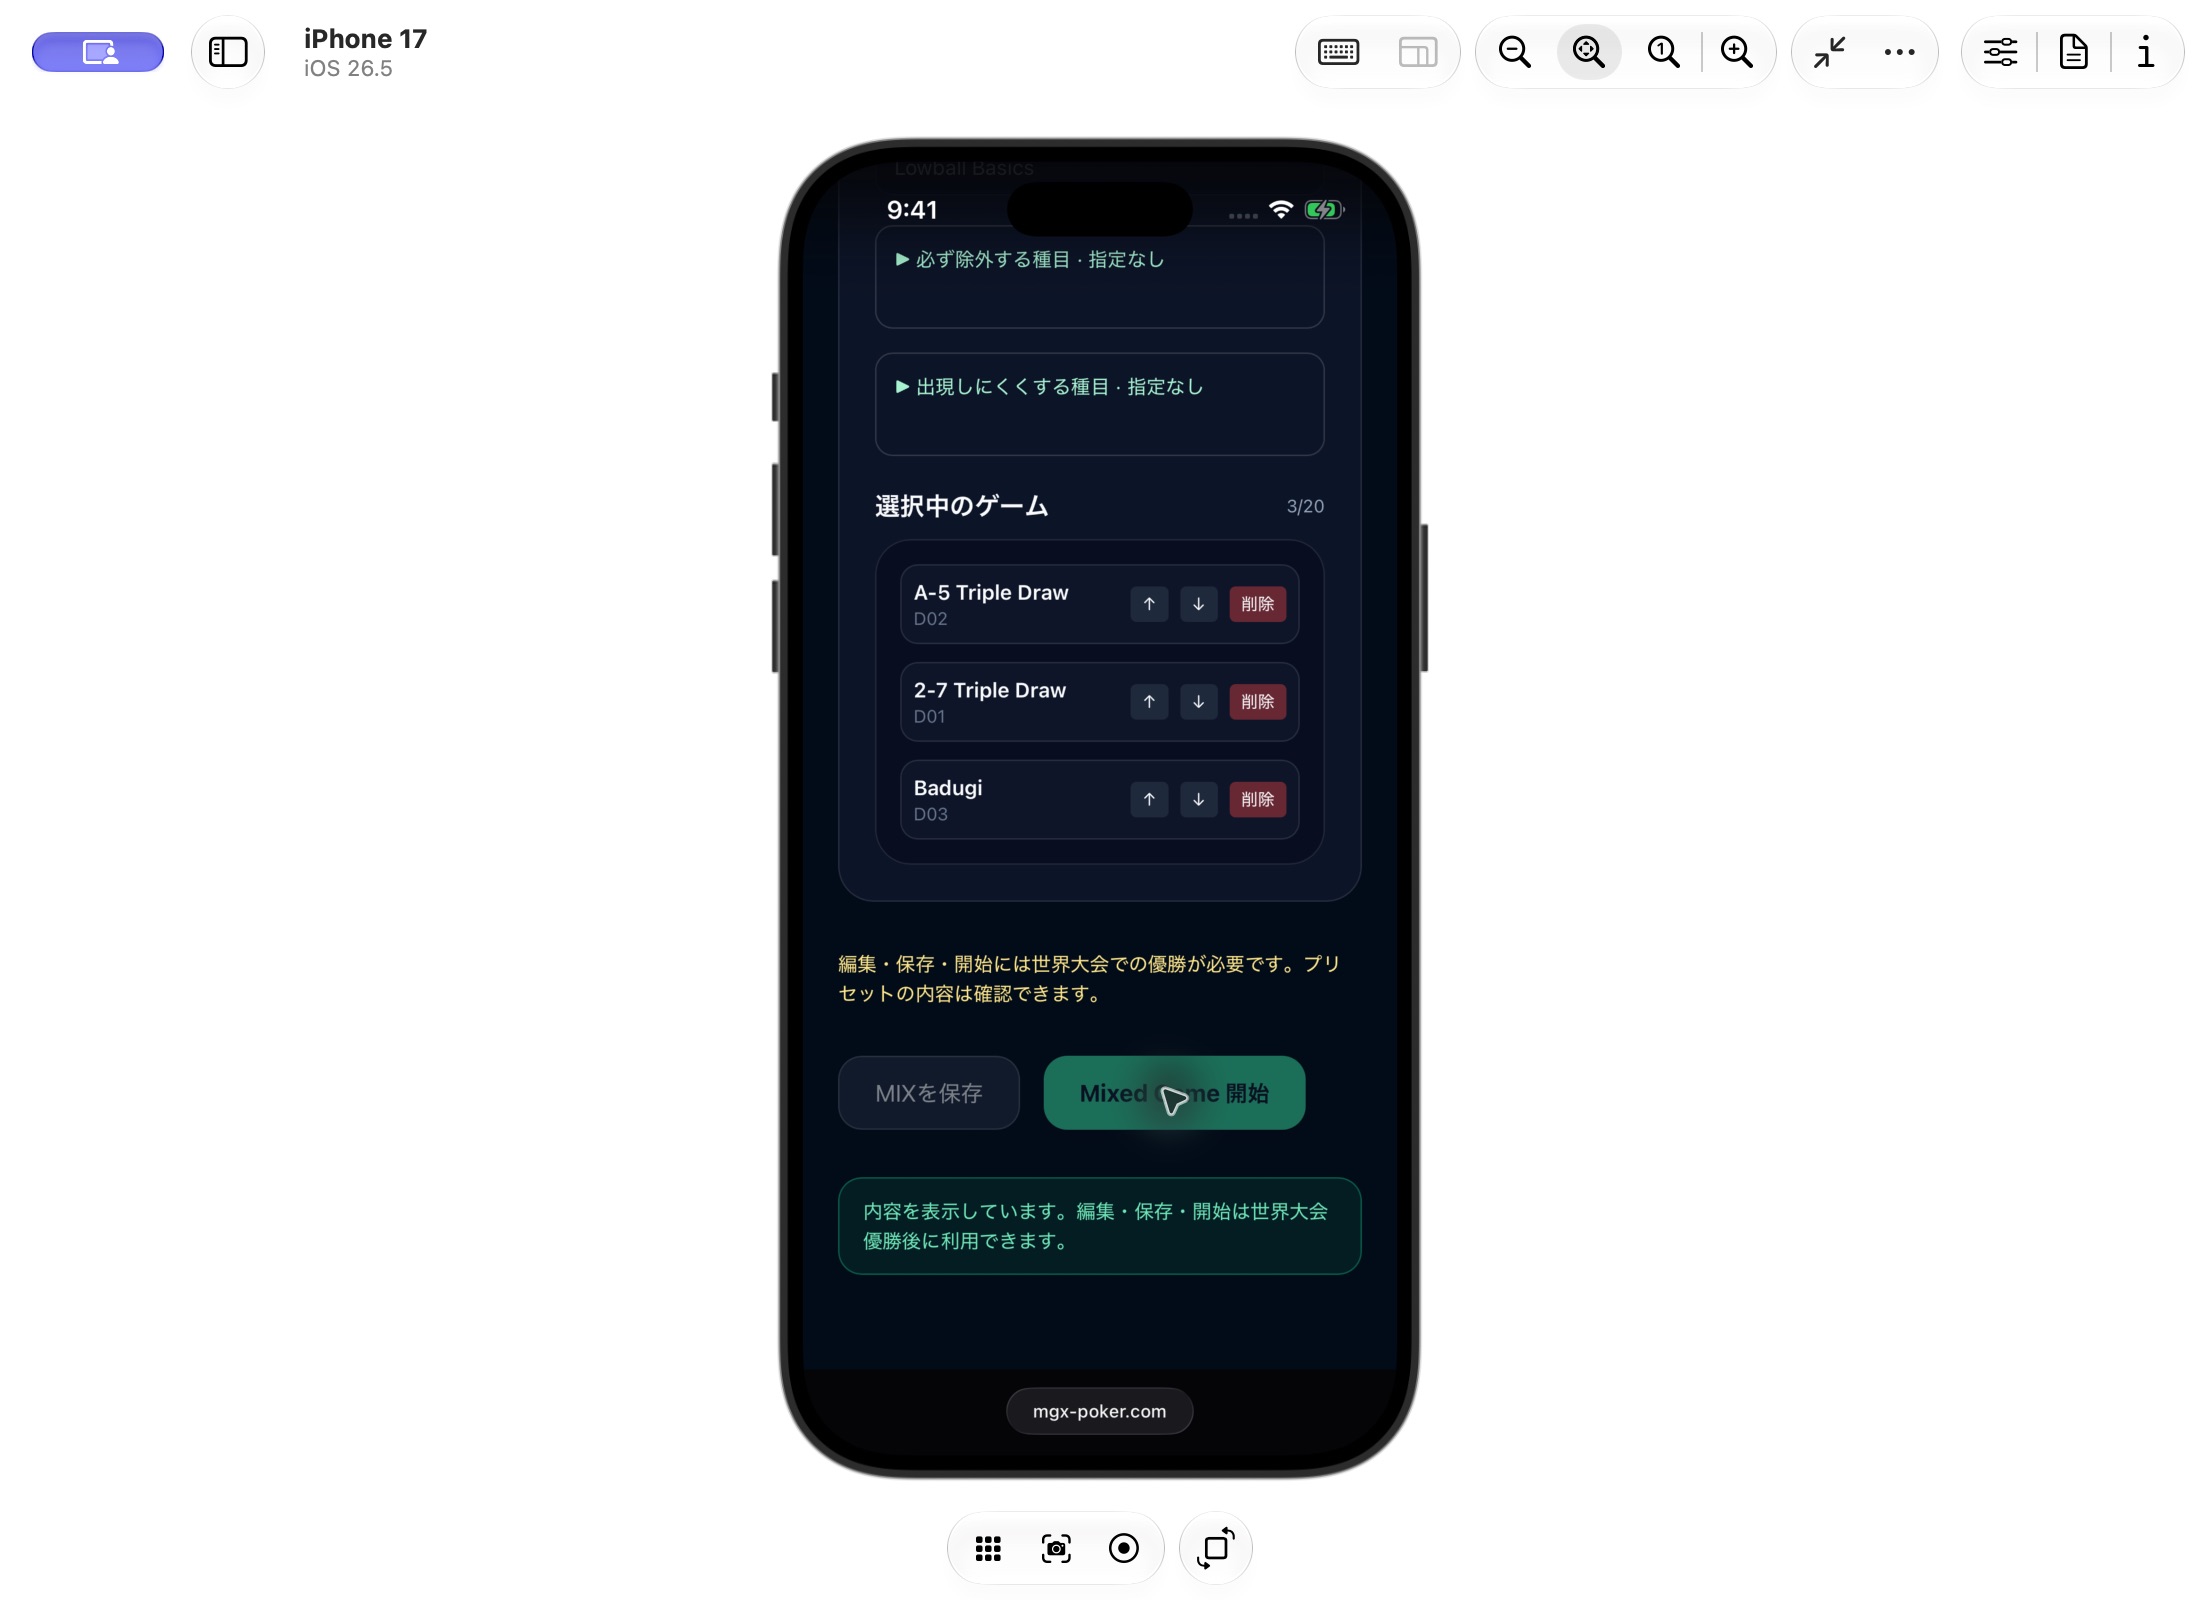 iPhone 17
iOS 26.5
Lowball Basics
9:41
▶ 必ず除外する種目 · 指定なし
▶ 出現しにくくする種目 · 指定なし
選択中のゲーム 3/20
A-5 Triple Draw
D02
↑ ↓ 削除
2-7 Triple Draw
D01
↑ ↓ 削除
Badugi
D03
↑ ↓ 削除
編集・保存・開始には世界大会での優勝が必要です。プリ
セットの内容は確認できます。
MIXを保存
Mixed Game 開始
内容を表示しています。編集・保存・開始は世界大会
優勝後に利用できます。
mgx-poker.com